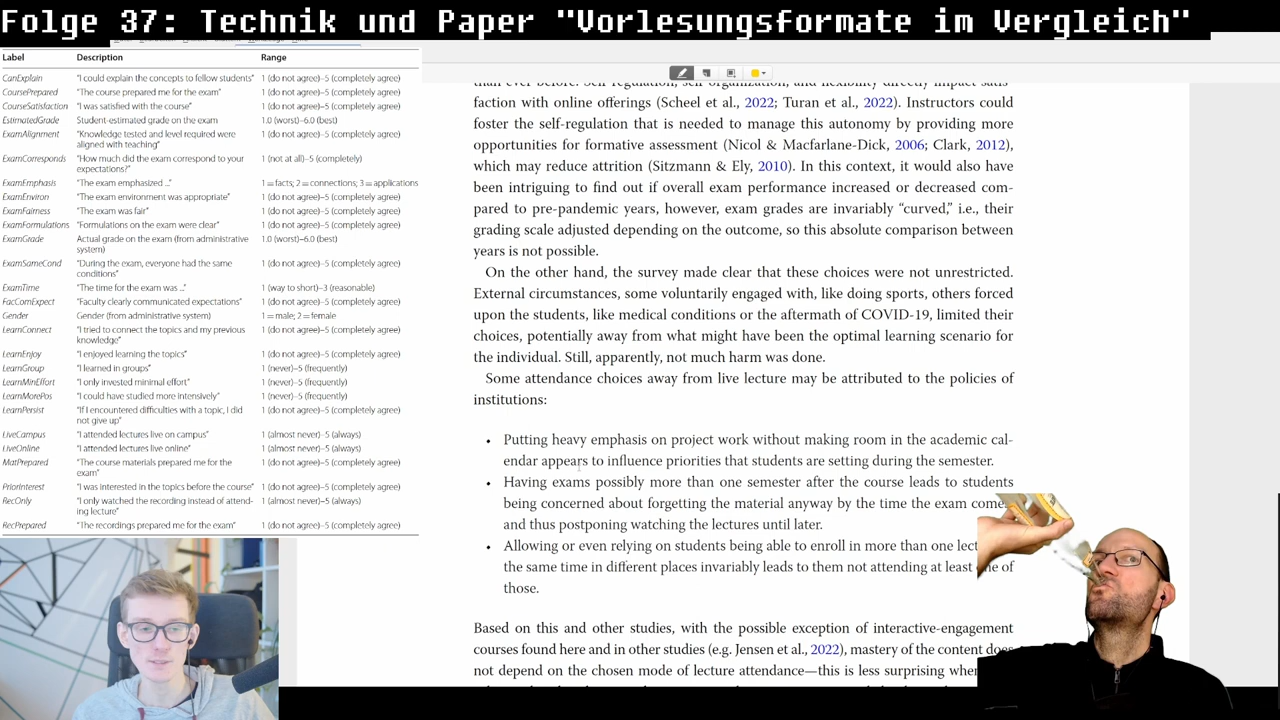 Folge 37: Technik und Paper "Vorlesungsformate im Vergleich"
Label Description Range
CanExplain "I could explain the concepts to fellow students" 1 (do not agree)–5 (completely agree)
CoursePrepared "The course prepared me for the exam" 1 (do not agree)–5 (completely agree)
CourseSatisfaction "I was satisfied with the course" 1 (do not agree)–5 (completely agree)
EstimatedGrade Student-estimated grade on the exam 1.0 (worst)–6.0 (best)
ExamAlignment "Knowledge tested and level required were 1 (do not agree)–5 (completely agree)
aligned with teaching"
ExamCorresponds "How much did the exam correspond to your 1 (not at all)–5 (completely)
expectations?"
ExamEmphasis "The exam emphasized ..." 1 = facts; 2 = connections; 3 = applications
ExamEnviron "The exam environment was appropriate" 1 (do not agree)–5 (completely agree)
ExamFairness "The exam was fair" 1 (do not agree)–5 (completely agree)
ExamFormulations "Formulations on the exam were clear" 1 (do not agree)–5 (completely agree)
ExamGrade Actual grade on the exam (from administrative 1.0 (worst)–6.0 (best)
system)
ExamSameCond "During the exam, everyone had the same 1 (do not agree)–5 (completely agree)
conditions"
ExamTime "The time for the exam was ..." 1 (way to short)–3 (reasonable)
FacComExpect "Faculty clearly communicated expectations" 1 (do not agree)–5 (completely agree)
Gender Gender (from administrative system) 1 = male; 2 = female
LearnConnect "I tried to connect the topics and my previous 1 (do not agree)–5 (completely agree)
knowledge"
LearnEnjoy "I enjoyed learning the topics" 1 (do not agree)–5 (completely agree)
LearnGroup "I learned in groups" 1 (never)–5 (frequently)
LearnMinEffort "I only invested minimal effort" 1 (do not agree)–5 (completely agree)
LearnMorePos "I could have studied more intensively" 1 (never)–5 (frequently)
LearnPersist "If I encountered difficulties with a topic, I did 1 (do not agree)–5 (completely agree)
not give up"
LiveCampus "I attended lectures live on campus" 1 (almost never)–5 (always)
LiveOnline "I attended lectures live online" 1 (almost never)–5 (always)
MatPrepared "The course materials prepared me for the 1 (do not agree)–5 (completely agree)
exam"
PriorInterest "I was interested in the topics before the course" 1 (do not agree)–5 (completely agree)
RecOnly "I only watched the recording instead of attend- 1 (almost never)–5 (always)
ing lecture"
RecPrepared "The recordings prepared me for the exam" 1 (do not agree)–5 (completely agree)
than ever before. Self-regulation, self-organization, and flexibility directly impact satis-
faction with online offerings (Scheel et al., 2022; Turan et al., 2022). Instructors could
foster the self-regulation that is needed to manage this autonomy by providing more
opportunities for formative assessment (Nicol & Macfarlane-Dick, 2006; Clark, 2012),
which may reduce attrition (Sitzmann & Ely, 2010). In this context, it would also have
been intriguing to find out if overall exam performance increased or decreased com-
pared to pre-pandemic years, however, exam grades are invariably “curved,” i.e., their
grading scale adjusted depending on the outcome, so this absolute comparison between
years is not possible.
On the other hand, the survey made clear that these choices were not unrestricted.
External circumstances, some voluntarily engaged with, like doing sports, others forced
upon the students, like medical conditions or the aftermath of COVID-19, limited their
choices, potentially away from what might have been the optimal learning scenario for
the individual. Still, apparently, not much harm was done.
Some attendance choices away from live lecture may be attributed to the policies of
institutions:
• Putting heavy emphasis on project work without making room in the academic cal-
endar appears to influence priorities that students are setting during the semester.
• Having exams possibly more than one semester after the course leads to students
being concerned about forgetting the material anyway by the time the exam come
and thus postponing watching the lectures until later.
• Allowing or even relying on students being able to enroll in more than one lec
the same time in different places invariably leads to them not attending at least one of
those.
Based on this and other studies, with the possible exception of interactive-engagement
courses found here and in other studies (e.g. Jensen et al., 2022), mastery of the content does
not depend on the chosen mode of lecture attendance—this is less surprising when